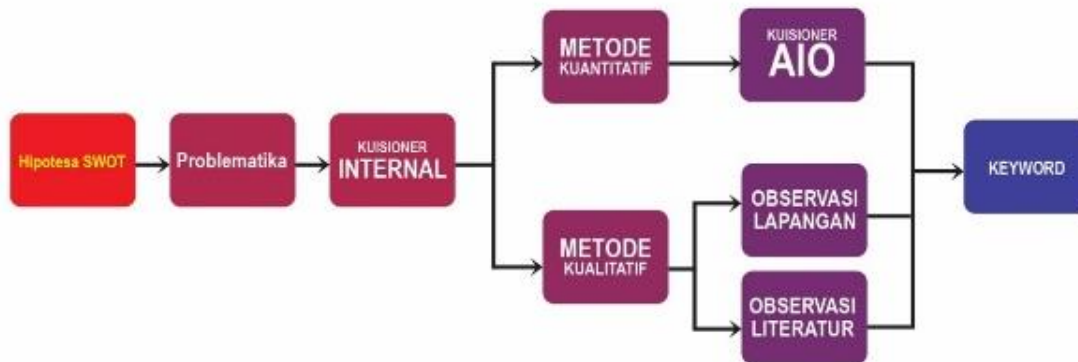 Hipotesa SWOT
Problematika
KUISIONER
INTERNAL
METODE
KUANTITATIF
KUISIONER
AIO
METODE
KUALITATIF
OBSERVASI
LAPANGAN
OBSERVASI
LITERATUR
KEYWORD